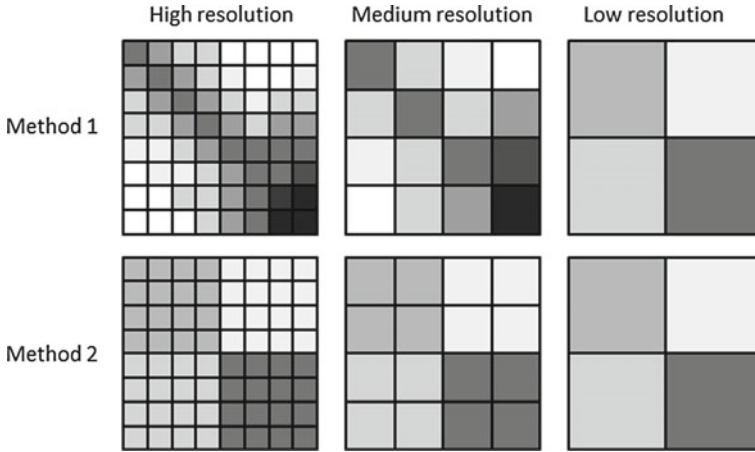 High resolution
Medium resolution
Low resolution
Method 1
Method 2